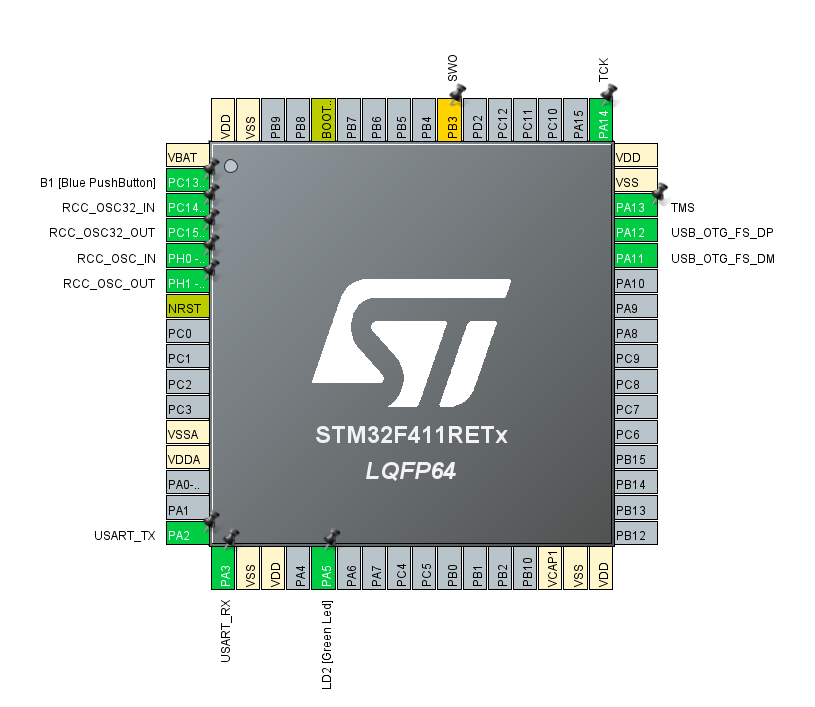 SWO
TCK
VDD
VSS
PB9
PB8
BOOT..
PB7
PB6
PB5
PB4
PB3
PD2
PC12
PC11
PC10
PA15
PA14
VBAT
B1 [Blue PushButton] PC13..
RCC_OSC32_IN PC14..
RCC_OSC32_OUT PC15..
RCC_OSC_IN PH0 -..
RCC_OSC_OUT PH1 -..
NRST
PC0
PC1
PC2
PC3
VSSA
VDDA
PA0-..
PA1
USART_TX PA2
VDD
VSS
PA13 TMS
PA12 USB_OTG_FS_DP
PA11 USB_OTG_FS_DM
PA10
PA9
PA8
PC9
PC8
PC7
PC6
PB15
PB14
PB13
PB12
ST
STM32F411RETx
LQFP64
PA3
VSS
VDD
PA4
PA5
PA6
PA7
PC4
PC5
PB0
PB1
PB2
PB10
VCAP1
VSS
VDD
USART_RX
LD2 [Green Led]